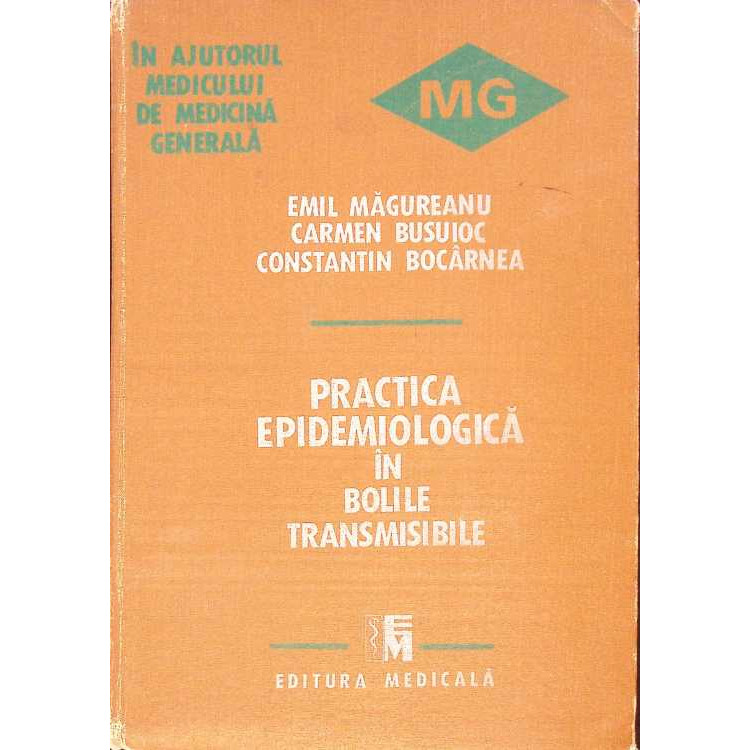 ÎN AJUTORUL
MEDICULUI
DE MEDICINĂ
GENERALĂ
MG
EMIL MĂGUREANU
CARMEN BUSUIOC
CONSTANTIN BOCÂRNEA
PRACTICA
EPIDEMIOLOGICĂ
ÎN
BOLILE
TRANSMISIBILE
EM
EDITURA MEDICALĂ